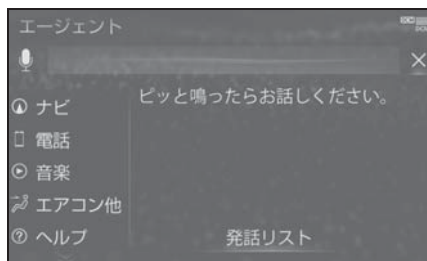 エージェント
ピッと鳴ったらお話しください。
ナビ
電話
音楽
エアコン他
ヘルプ
発話リスト